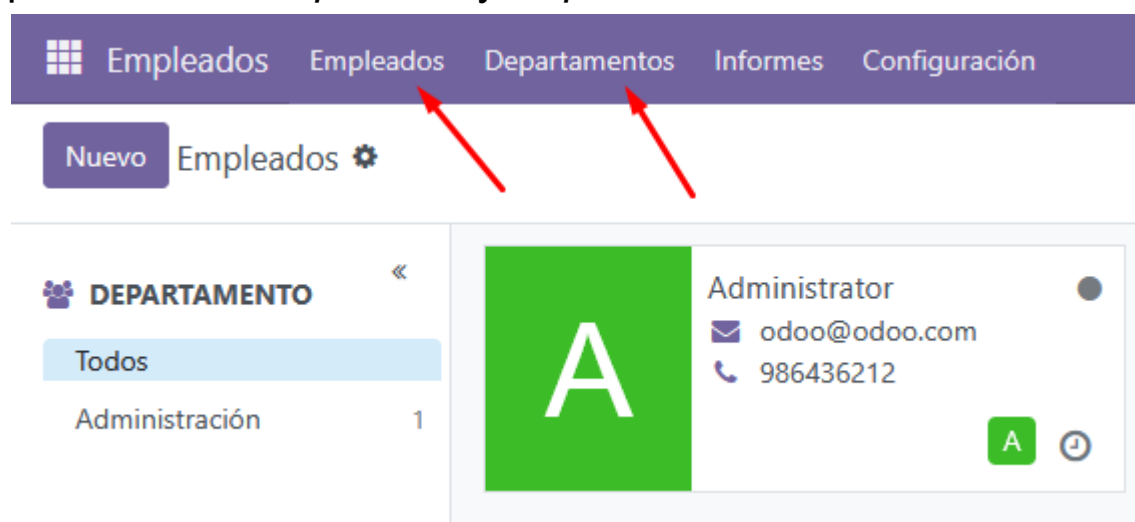 Empleados Empleados Departamentos Informes Configuración
Nuevo Empleados
DEPARTAMENTO «
Todos
Administración 1
A
Administrator
odoo@odoo.com
986436212
A